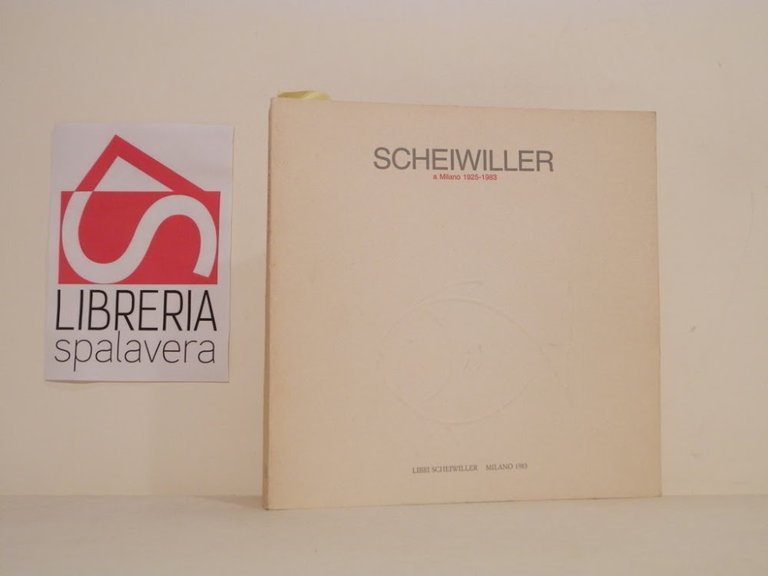 LIBRERIA
spalavera
SCHEIWILLER
a Milano 1925-1983
LIBRI SCHEIWILLER MILANO 1983